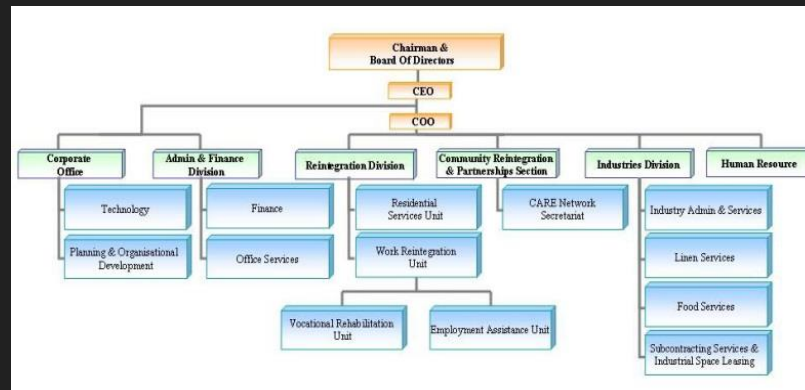 Chairman &
Board Of Directors
CEO
COO
Corporate
Office
Admin & Finance
Division
Reintegration Division
Community Reintegration
& Partnerships Section
Industries Division
Human Resource
Technology
Finance
Residential
Services Unit
CARE Network
Secretariat
Industry Admin & Services
Planning & Organisational
Development
Office Services
Work Reintegration
Unit
Linen Services
Vocational Rehabilitation
Unit
Employment Assistance Unit
Food Services
Subcontracting Services &
Industrial Space Leasing